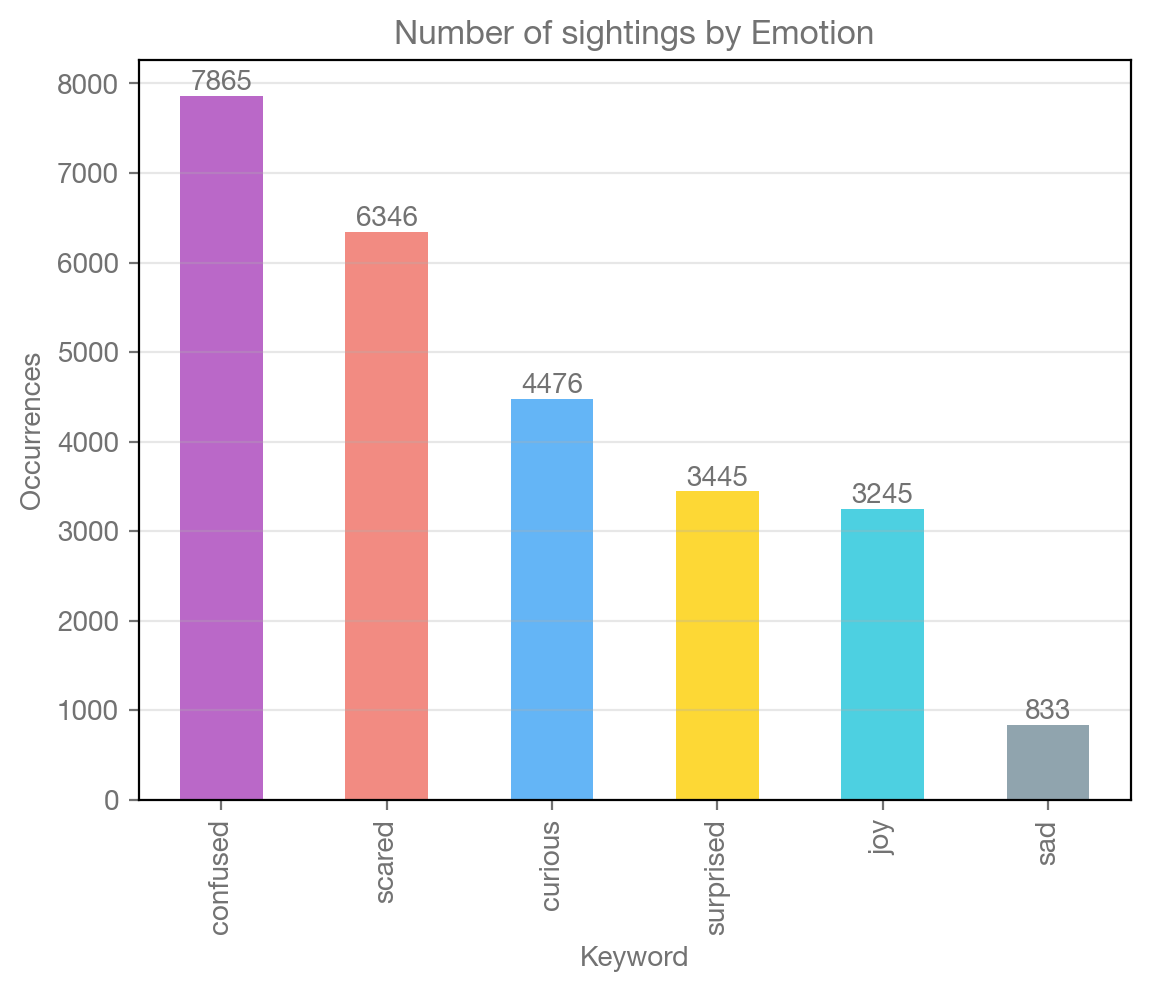 Number of sightings by Emotion
8000
7000
6000
5000
4000
3000
2000
1000
0
Occurrences
7865
6346
4476
3445
3245
833
confused
scared
curious
surprised
joy
sad
Keyword